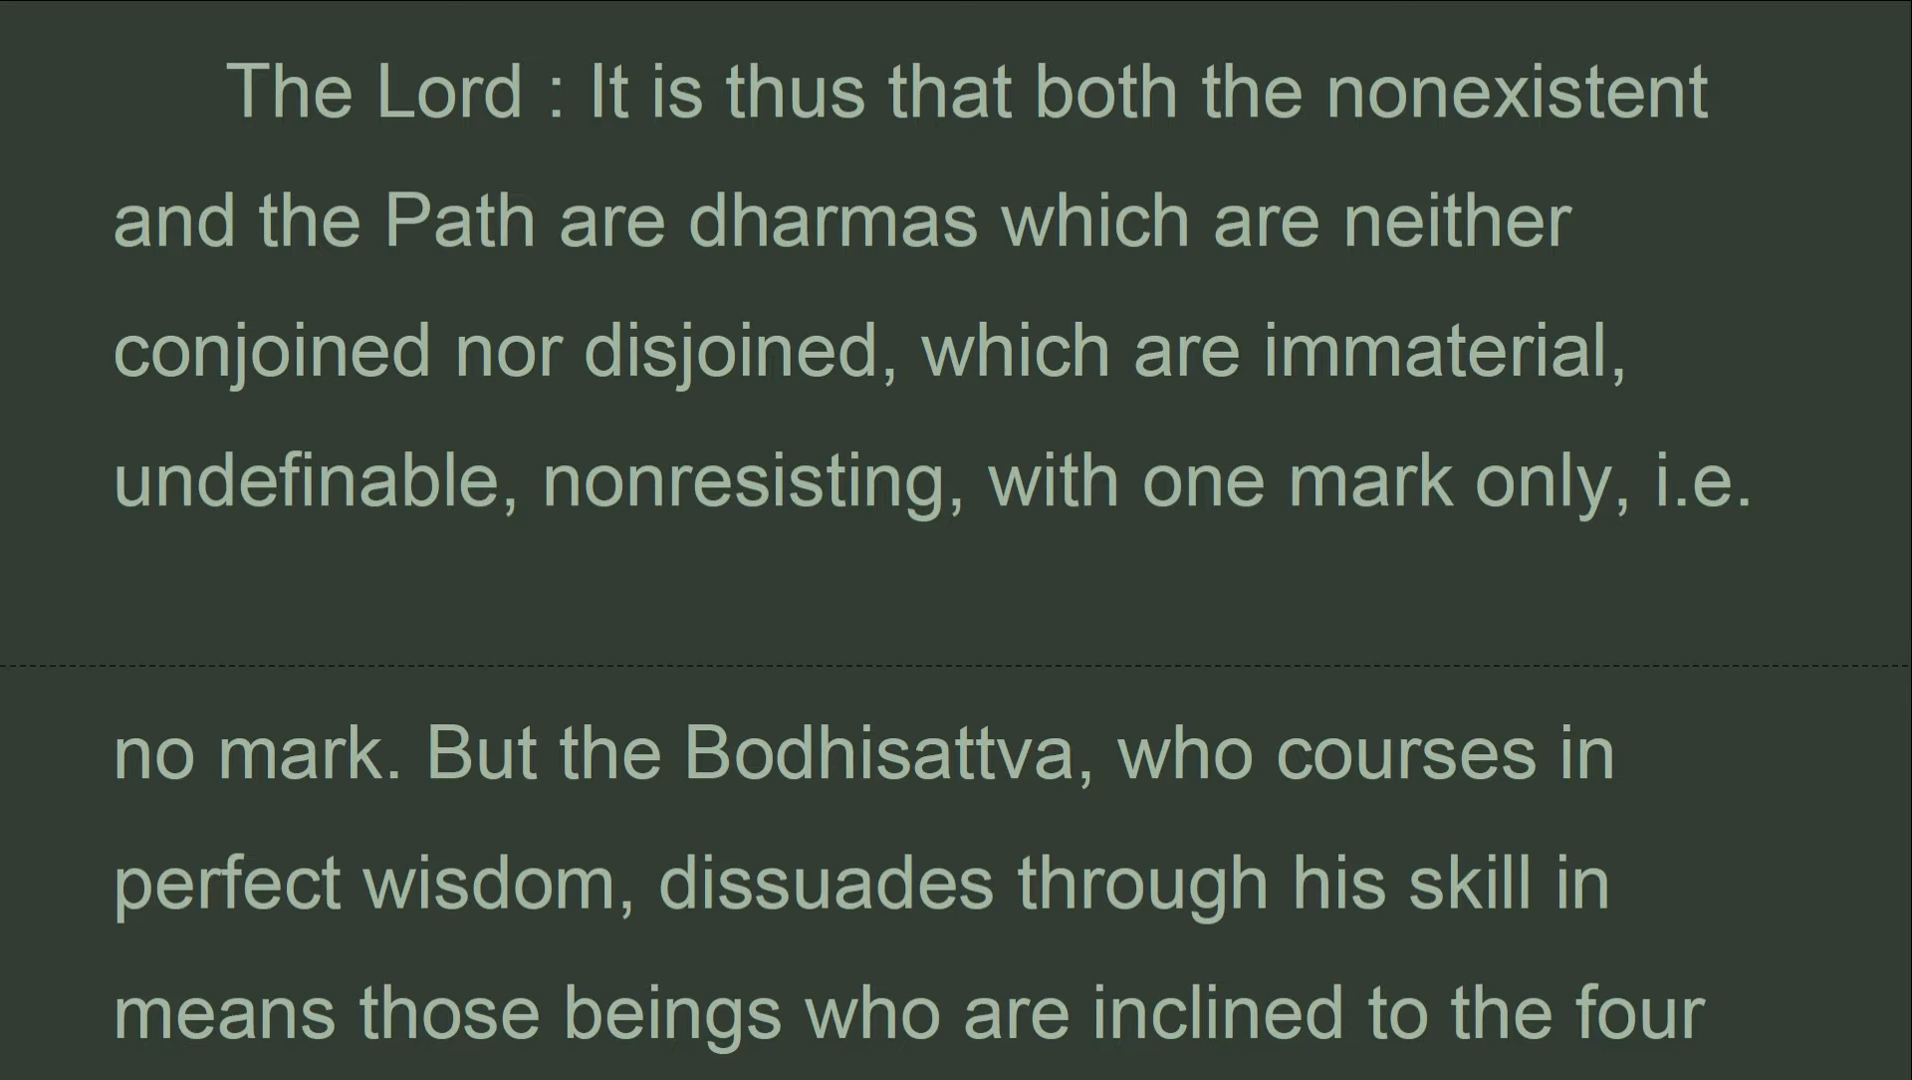 The Lord : It is thus that both the nonexistent
and the Path are dharmas which are neither
conjoined nor disjoined, which are immaterial,
undefinable, nonresisting, with one mark only, i.e.
no mark. But the Bodhisattva, who courses in
perfect wisdom, dissuades through his skill in
means those beings who are inclined to the four